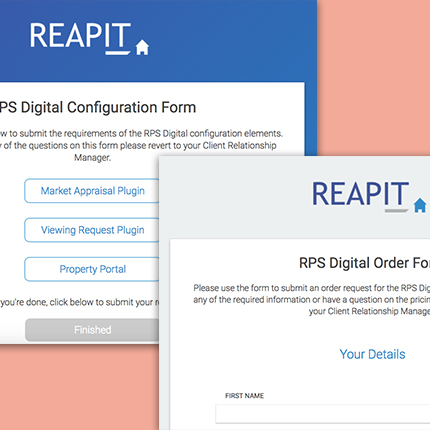 REAPIT
PS Digital Configuration Form
ow to submit the requirements of the RPS Digital configuration elements.
y of the questions on this form please revert to your Client Relationship
Manager.
Market Appraisal Plugin
Viewing Request Plugin
Property Portal
you're done, click below to submit your re
Finished
REAPIT
RPS Digital Order For
Please use the form to submit an order request for the RPS Dig
any of the required information or have a question on the pricin
your Client Relationship Manage
Your Details
FIRST NAME